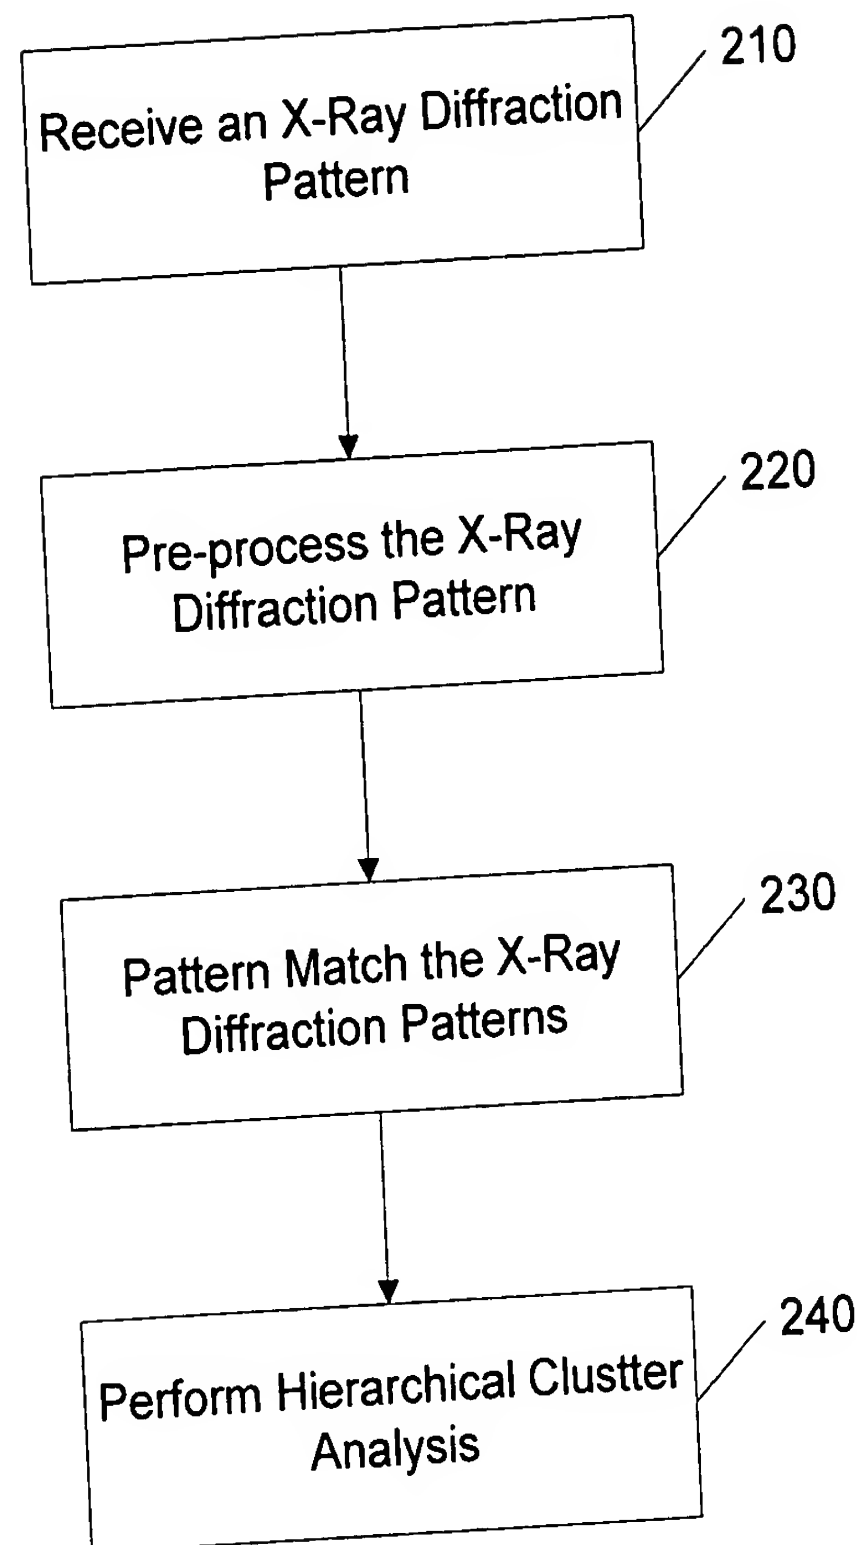 210
Receive an X-Ray Diffraction
Pattern
220
Pre-process the X-Ray
Diffraction Pattern
230
Pattern Match the X-Ray
Diffraction Patterns
240
Perform Hierarchical Clustter
Analysis